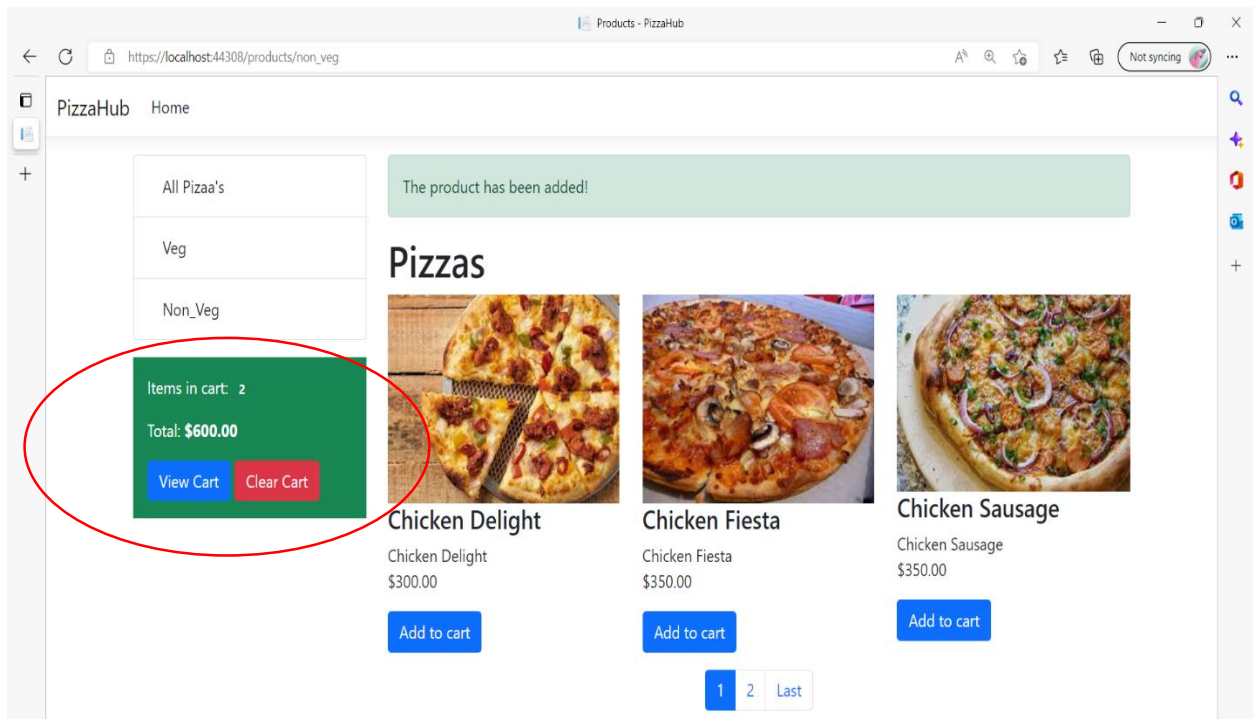 Products - PizzaHub
https://localhost:44308/products/non_veg
Not syncing
PizzaHub Home
All Pizaa's
Veg
Non_Veg
Items in cart: 2
Total: $600.00
View Cart Clear Cart
The product has been added!
Pizzas
Chicken Delight
Chicken Delight
$300.00
Add to cart
Chicken Fiesta
Chicken Fiesta
$350.00
Add to cart
Chicken Sausage
Chicken Sausage
$350.00
Add to cart
1 2 Last